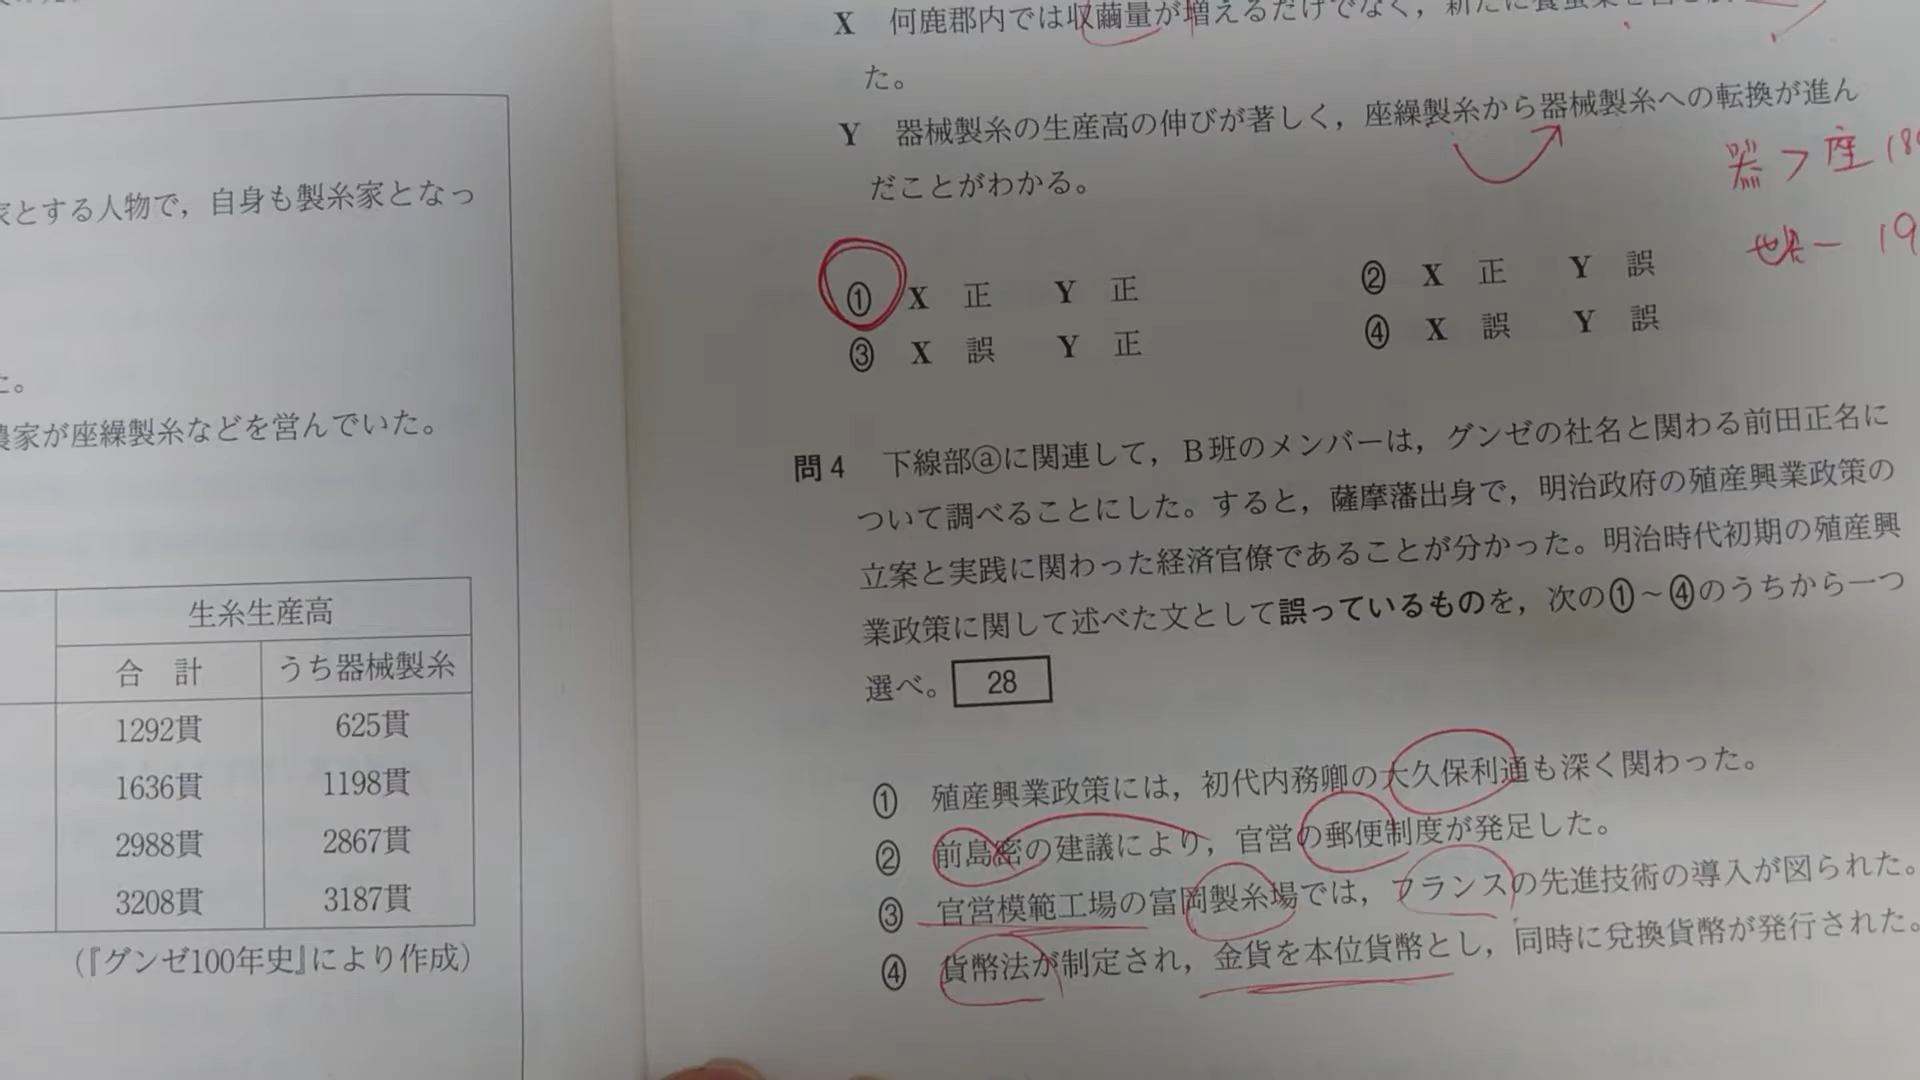 家とする人物で，自身も製糸家となっ
た。
農家が座繰製糸などを営んでいた。
生糸生産高
合 計 うち器械製糸
1292貫 625貫
1636貫 1198貫
2988貫 2867貫
3208貫 3187貫
(『グンゼ100年史』により作成)
X 何鹿郡内では収繭量が増えるだけでなく，新たに養蚕業を
た。
Y 器械製糸の生産高の伸びが著しく，座繰製糸から器械製糸への転換が進ん
だことがわかる。
器 > 座 18
19
① X 正 Y 正 ② X 正 Y 誤
③ X 誤 Y 正 ④ X 誤 Y 誤
問4 下線部ⓐに関連して，B班のメンバーは，グンゼの社名と関わる前田正名に
ついて調べることにした。すると，薩摩藩出身で，明治政府の殖産興業政策の
立案と実践に関わった経済官僚であることが分かった。明治時代初期の殖産興
業政策に関して述べた文として誤っているものを，次の①～④のうちから一つ
選べ。 28
① 殖産興業政策には，初代内務卿の大久保利通も深く関わった。
② 前島密の建議により，官営の郵便制度が発足した。
③ 官営模範工場の富岡製糸場では，フランスの先進技術の導入が図られた。
④ 貨幣法が制定され，金貨を本位貨幣とし，同時に兌換貨幣が発行された。